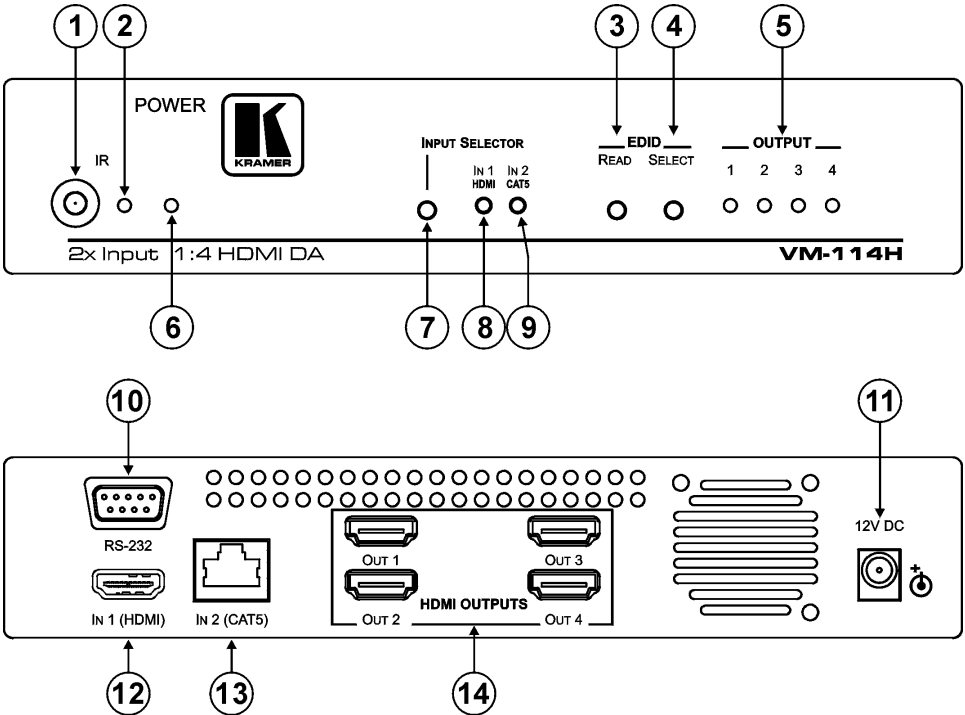 1 2 3 4 5
POWER
KRAMER
IR
INPUT SELECTOR
IN 1 HDMI
IN 2 CAT5
EDID
READ SELECT
OUTPUT
1 2 3 4
2x Input 1:4 HDMI DA
VM-114H
6 7 8 9
10 11
RS-232
12V DC
OUT 1
OUT 3
HDMI OUTPUTS
IN 1 (HDMI)
IN 2 (CAT5)
OUT 2
OUT 4
12 13 14